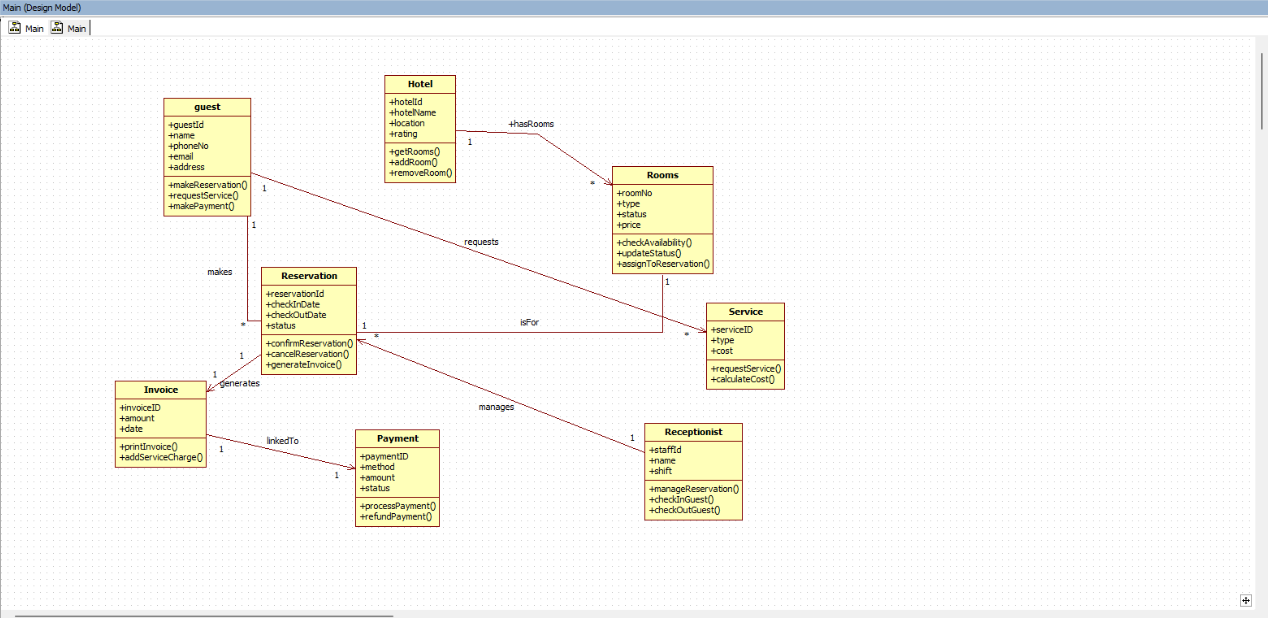 Main (Design Model)
Main Main
Hotel
+hotelId
+hotelName
+location
+rating
+getRooms()
+addRoom()
+removeRoom()
guest
+guestId
+name
+phoneNo
+email
+address
+makeReservation()
+requestService()
+makePayment()
+hasRooms
1
*
Rooms
+roomNo
+type
+status
+price
+checkAvailability()
+updateStatus()
+assignToReservation()
1
requests
*
1
makes
*
Reservation
+reservationId
+checkInDate
+checkOutDate
+status
+confirmReservation()
+cancelReservation()
+generateInvoice()
1
isFor
1
Service
+serviceID
+type
+cost
+requestService()
+calculateCost()
*
manages
1
1
generates
1
Invoice
+invoiceID
+amount
+date
+printInvoice()
+addServiceCharge()
1
linkedTo
1
Payment
+paymentID
+method
+amount
+status
+processPayment()
+refundPayment()
Receptionist
+staffId
+name
+shift
+manageReservation()
+checkInGuest()
+checkOutGuest()